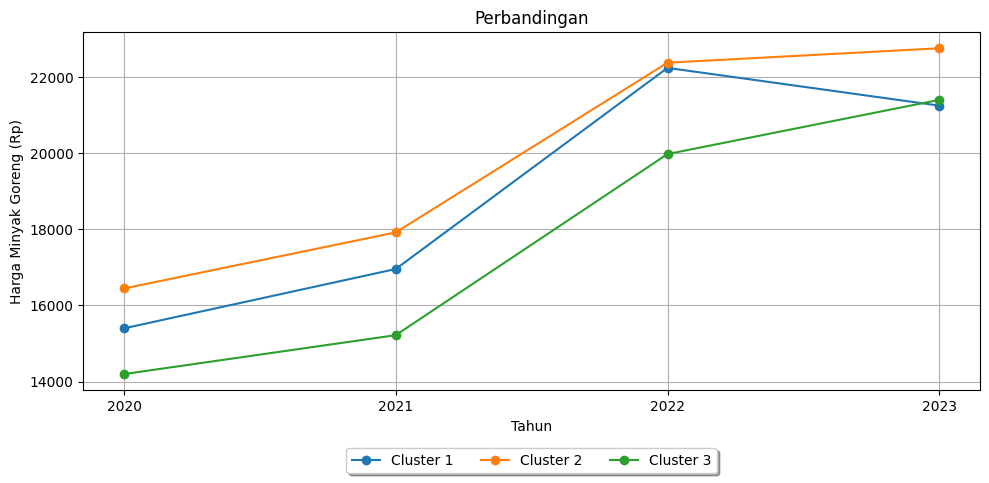 Perbandingan
Harga Minyak Goreng (Rp)
22000
20000
18000
16000
14000
2020 2021 2022 2023
Tahun
Cluster 1 Cluster 2 Cluster 3